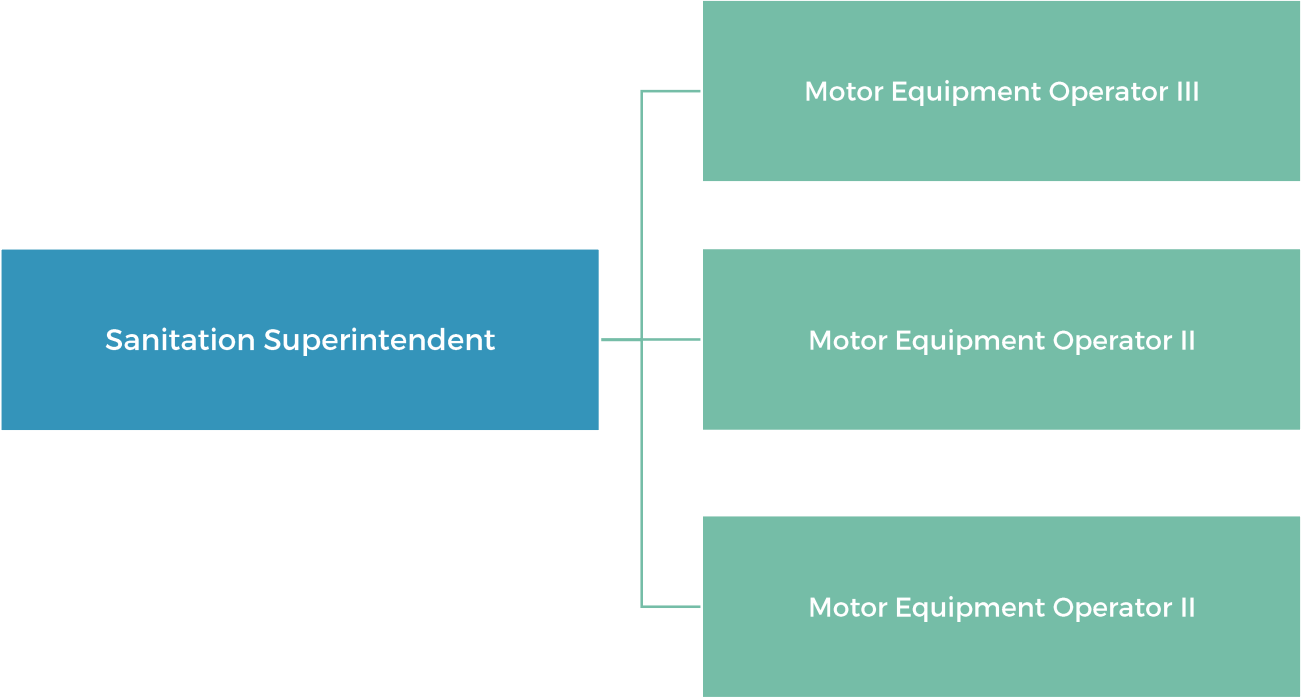 Motor Equipment Operator III
Sanitation Superintendent
Motor Equipment Operator II
Motor Equipment Operator II